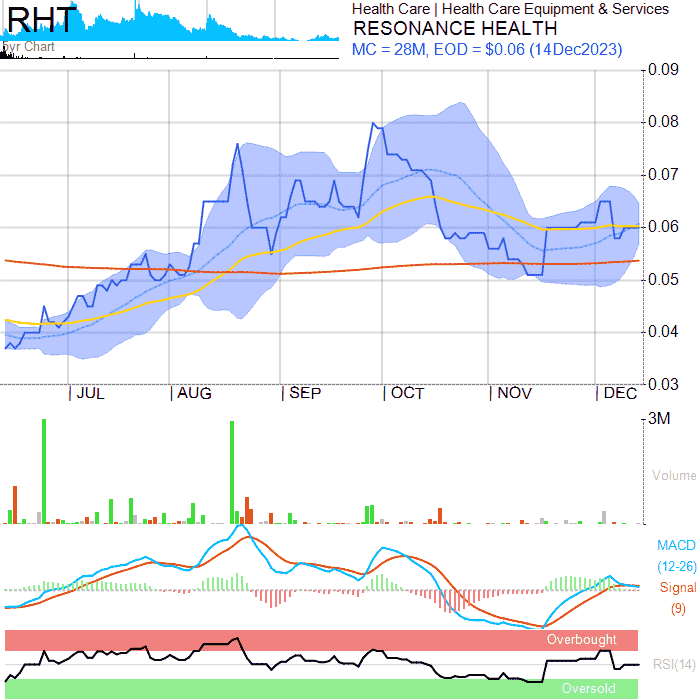 RHT
5yr Chart
Health Care | Health Care Equipment & Services
RESONANCE HEALTH
MC = 28M, EOD = $0.06 (14Dec2023)
0.09
0.08
0.07
0.06
0.05
0.04
0.03
JUL AUG SEP OCT NOV DEC
3M
Volume
MACD
(12-26)
Signal
(9)
Overbought
RSI(14)
Oversold